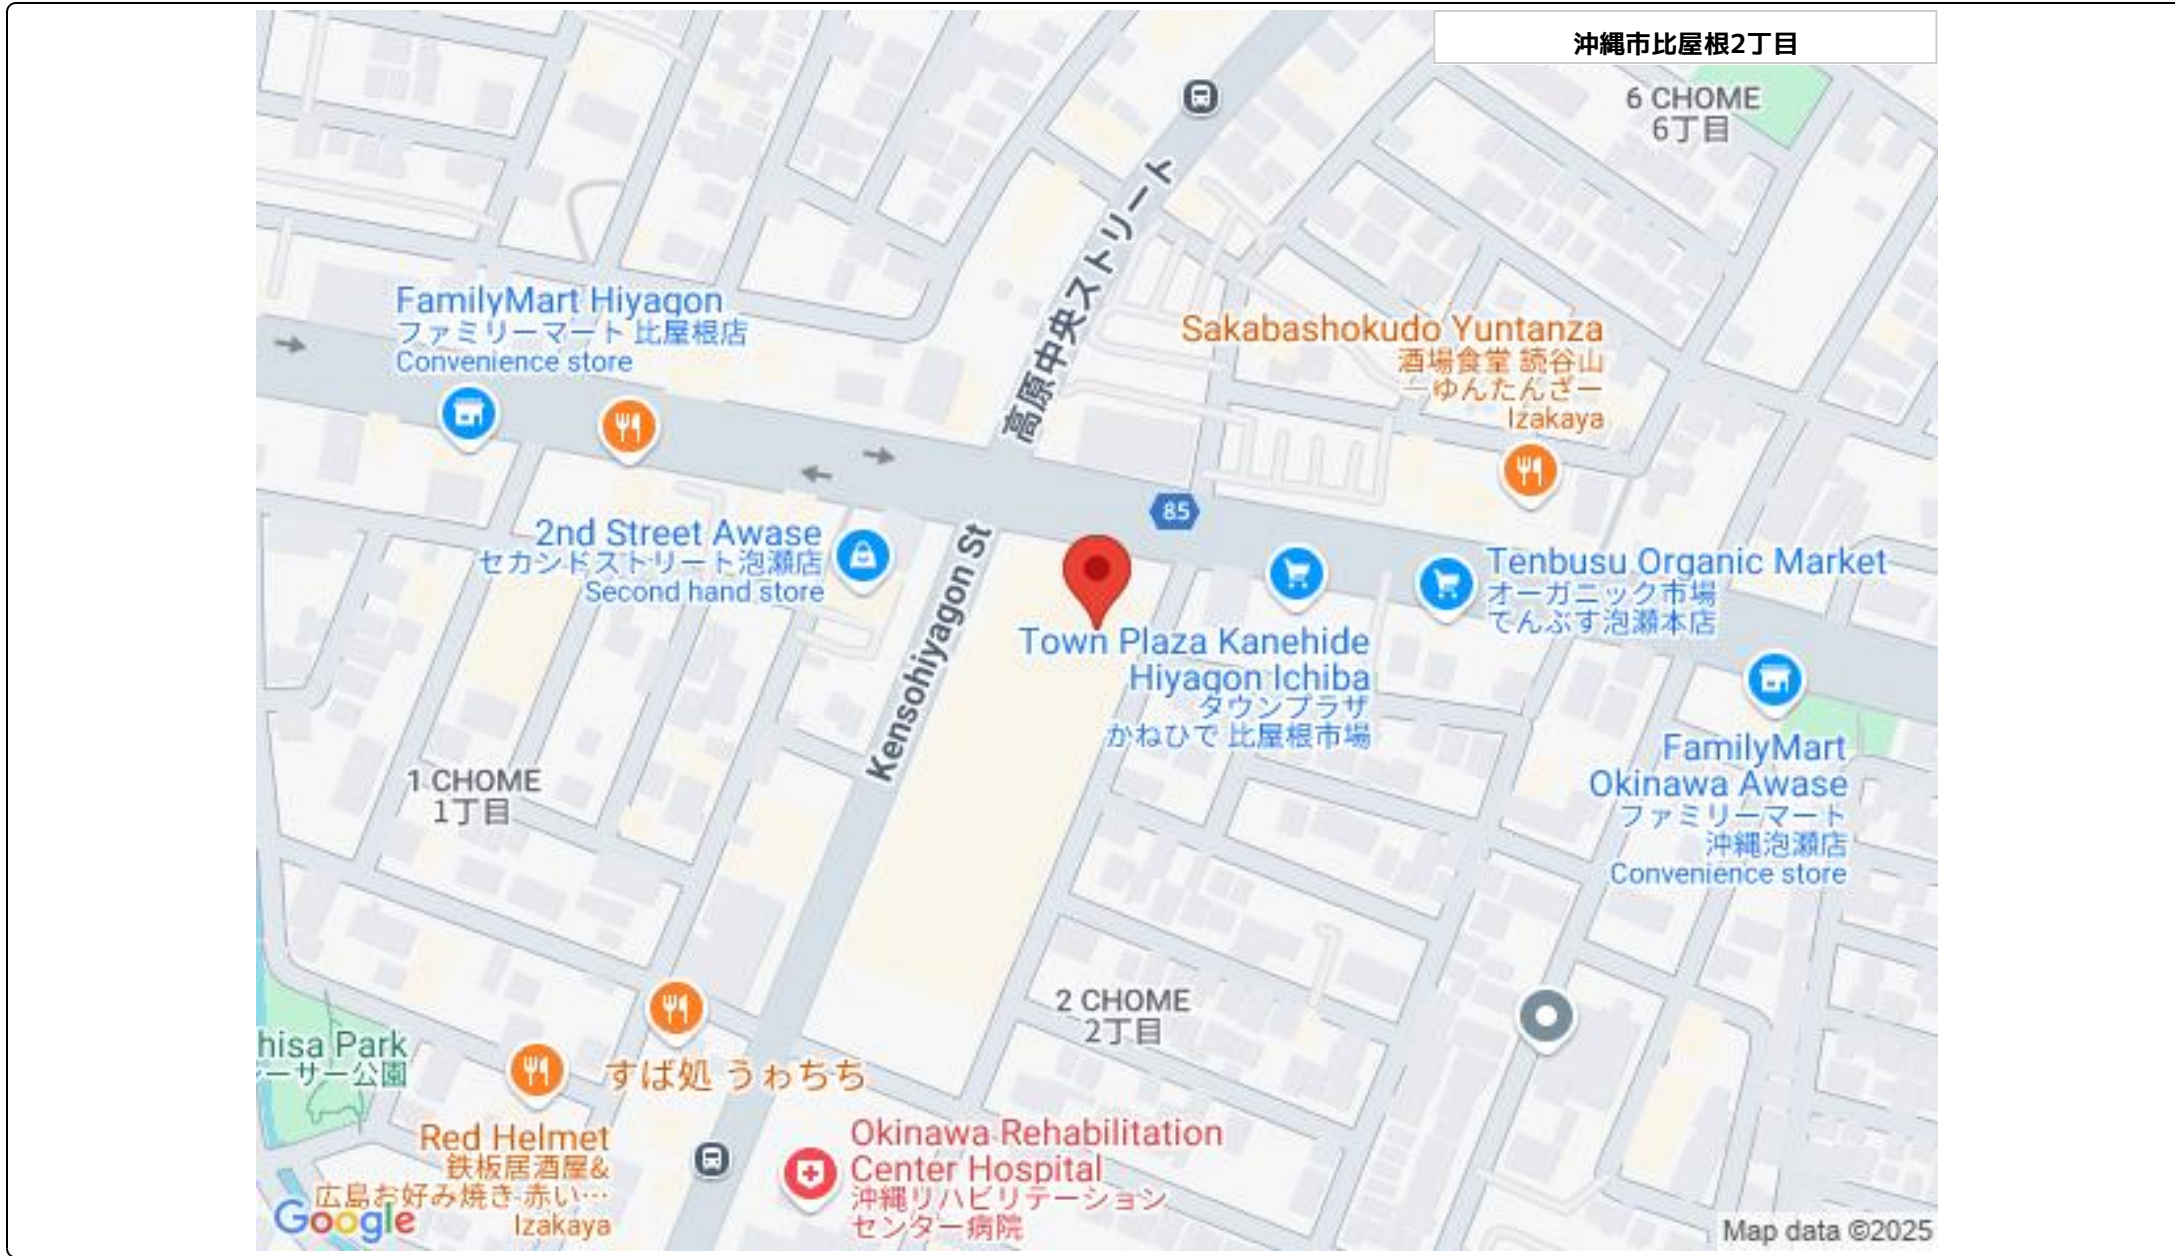 沖縄市比屋根2丁目
6 CHOME
6丁目
高原中央ストリート
FamilyMart Hiyagon
ファミリーマート 比屋根店
Convenience store
Sakabashokudo Yuntanza
酒場食堂 読谷山
ーゆんたんざー
Izakaya
85
2nd Street Awase
セカンドストリート泡瀬店
Second hand store
Kensohiyagon St
Tenbusu Organic Market
オーガニック市場
てんぶす泡瀬本店
Town Plaza Kanehide
Hiyagon Ichiba
タウンプラザ
かねひで 比屋根市場
FamilyMart
Okinawa Awase
ファミリーマート
沖縄泡瀬店
Convenience store
1 CHOME
1丁目
2 CHOME
2丁目
hisa Park
ーサー公園
すば処 うゎちち
Red Helmet
鉄板居酒屋&
広島お好み焼き 赤い…
Izakaya
Okinawa Rehabilitation
Center Hospital
沖縄リハビリテーション
センター病院
Google
Map data ©2025